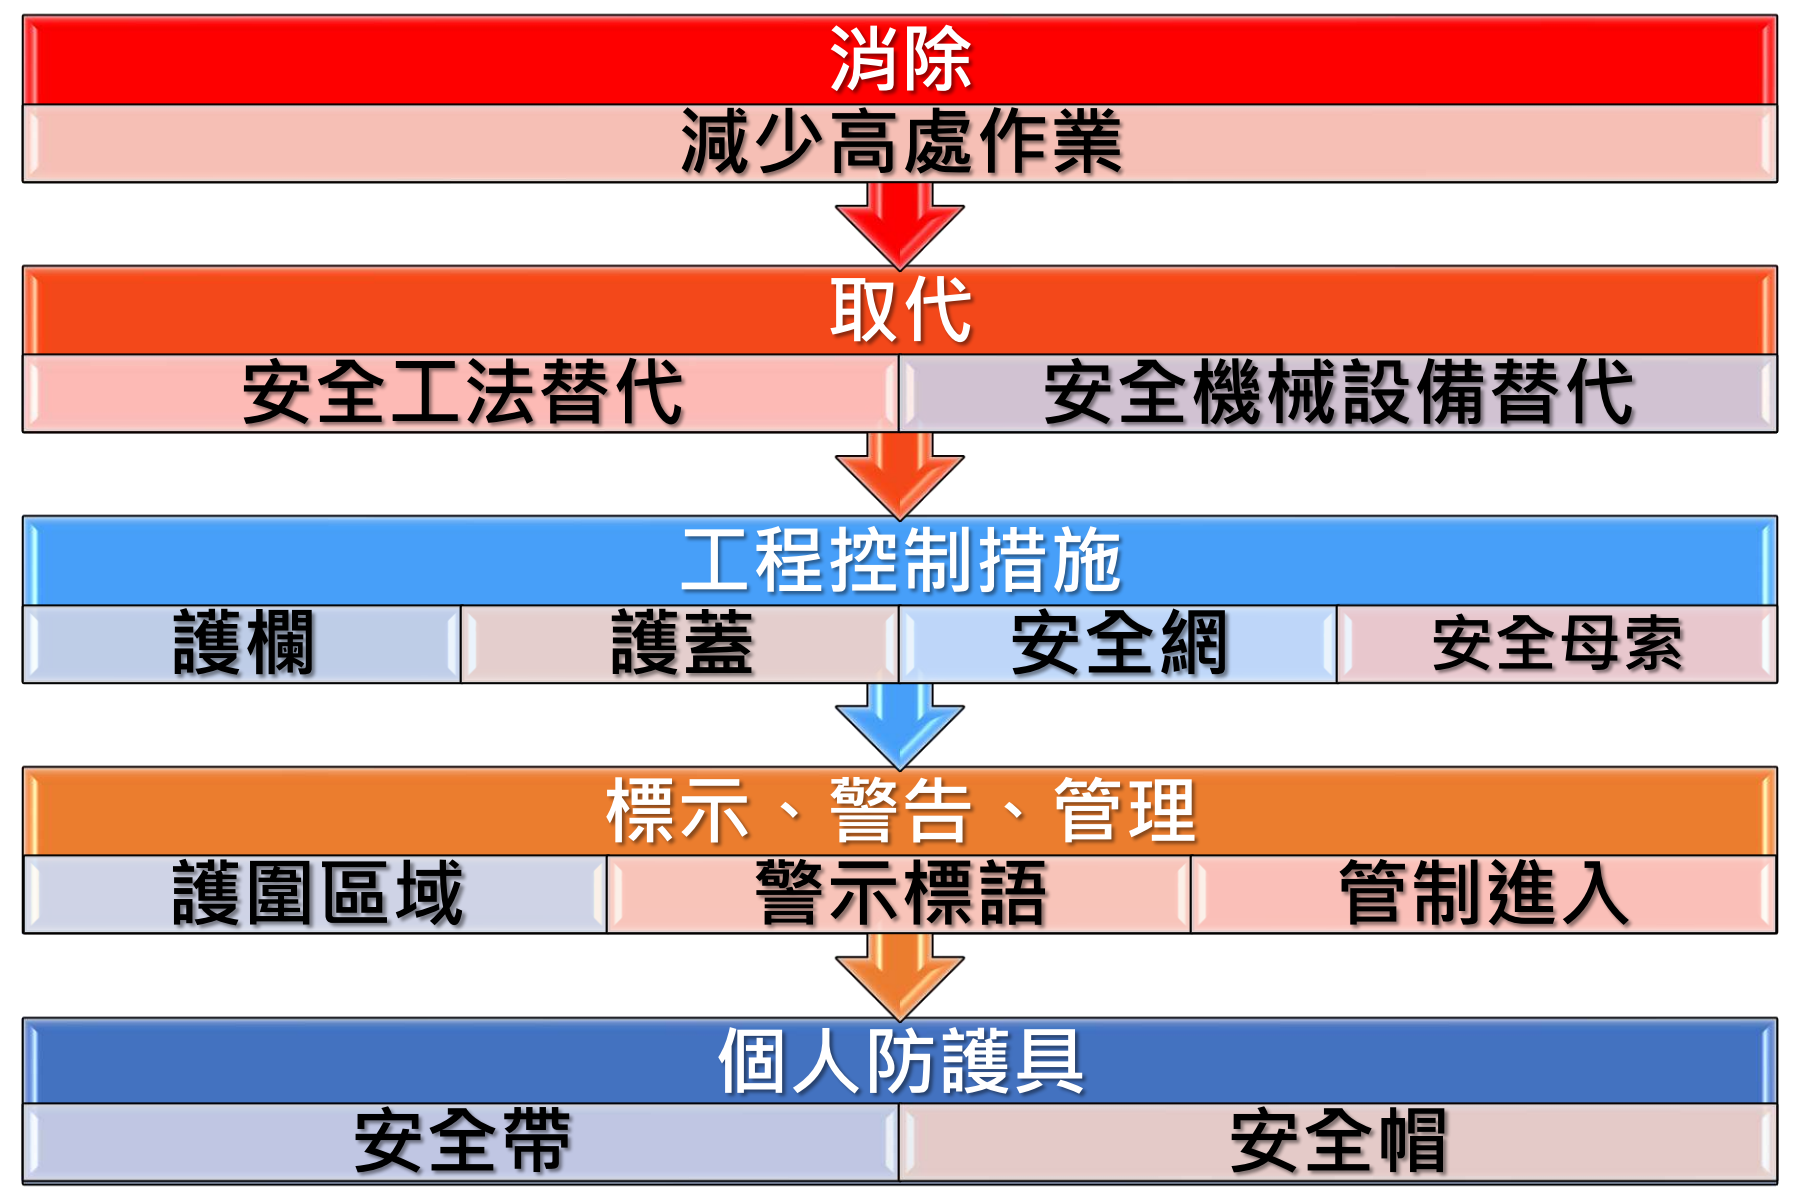 消除
減少高處作業
取代
安全工法替代
安全機械設備替代
工程控制措施
護欄
護蓋
安全網
安全母索
標示、警告、管理
護圍區域
警示標語
管制進入
個人防護具
安全帶
安全帽